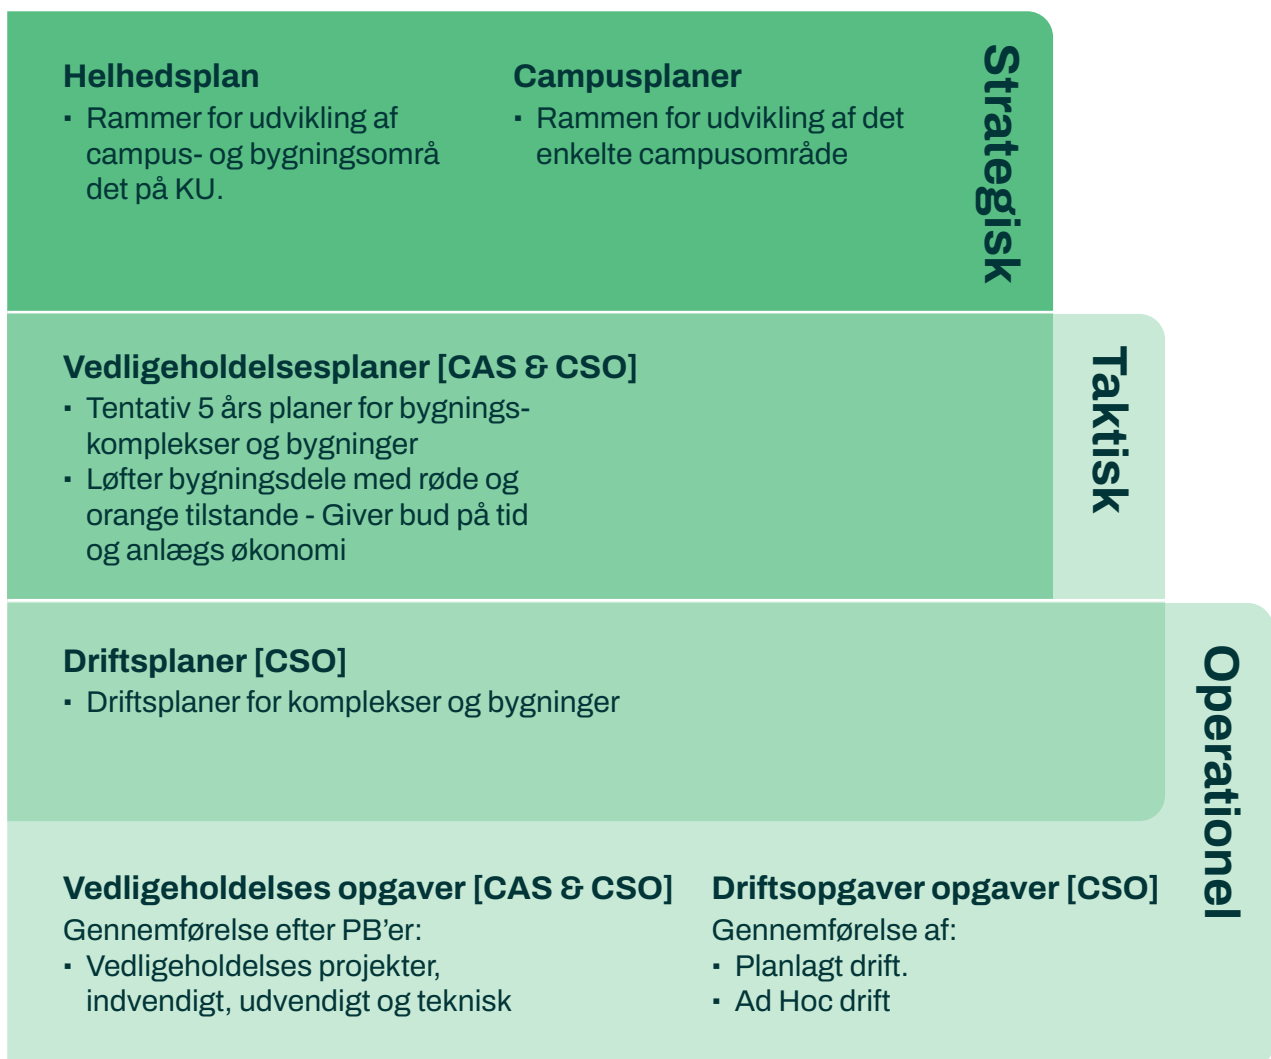 Helhedsplan
▪ Rammer for udvikling af
campus- og bygningsområ
det på KU.
Campusplaner
▪ Rammen for udvikling af det
enkelte campusområde
Strategisk
Vedligeholdelsesplaner [CAS & CSO]
▪ Tentativ 5 års planer for bygnings-
komplekser og bygninger
▪ Løfter bygningsdele med røde og
orange tilstande - Giver bud på tid
og anlægs økonomi
Taktisk
Driftsplaner [CSO]
▪ Driftsplaner for komplekser og bygninger
Operationel
Vedligeholdelses opgaver [CAS & CSO]
Gennemførelse efter PB’er:
▪ Vedligeholdelses projekter,
indvendigt, udvendigt og teknisk
Driftsopgaver opgaver [CSO]
Gennemførelse af:
▪ Planlagt drift.
▪ Ad Hoc drift